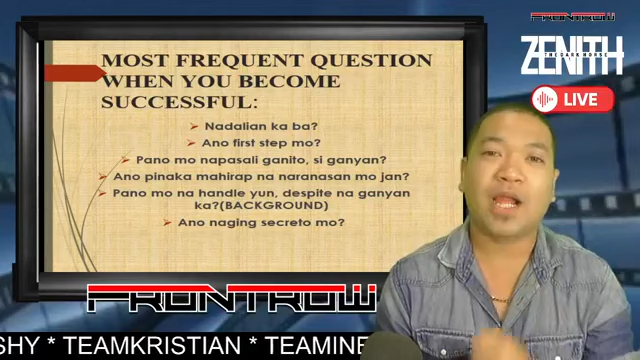 FRONTROW
ZENITH
THE DARK HORSE
LIVE
MOST FREQUENT QUESTION
WHEN YOU BECOME
SUCCESSFUL:
➢ Nadalian ka ba?
➢ Ano first step mo?
➢ Pano mo napasali ganito, si ganyan?
➢ Ano pinaka mahirap na naranasan mo jan?
➢ Pano mo na handle yun, despite na ganyan
ka?(BACKGROUND)
➢ Ano naging secreto mo?
FRONTROW
SHY * TEAMKRISTIAN * TEAMINE